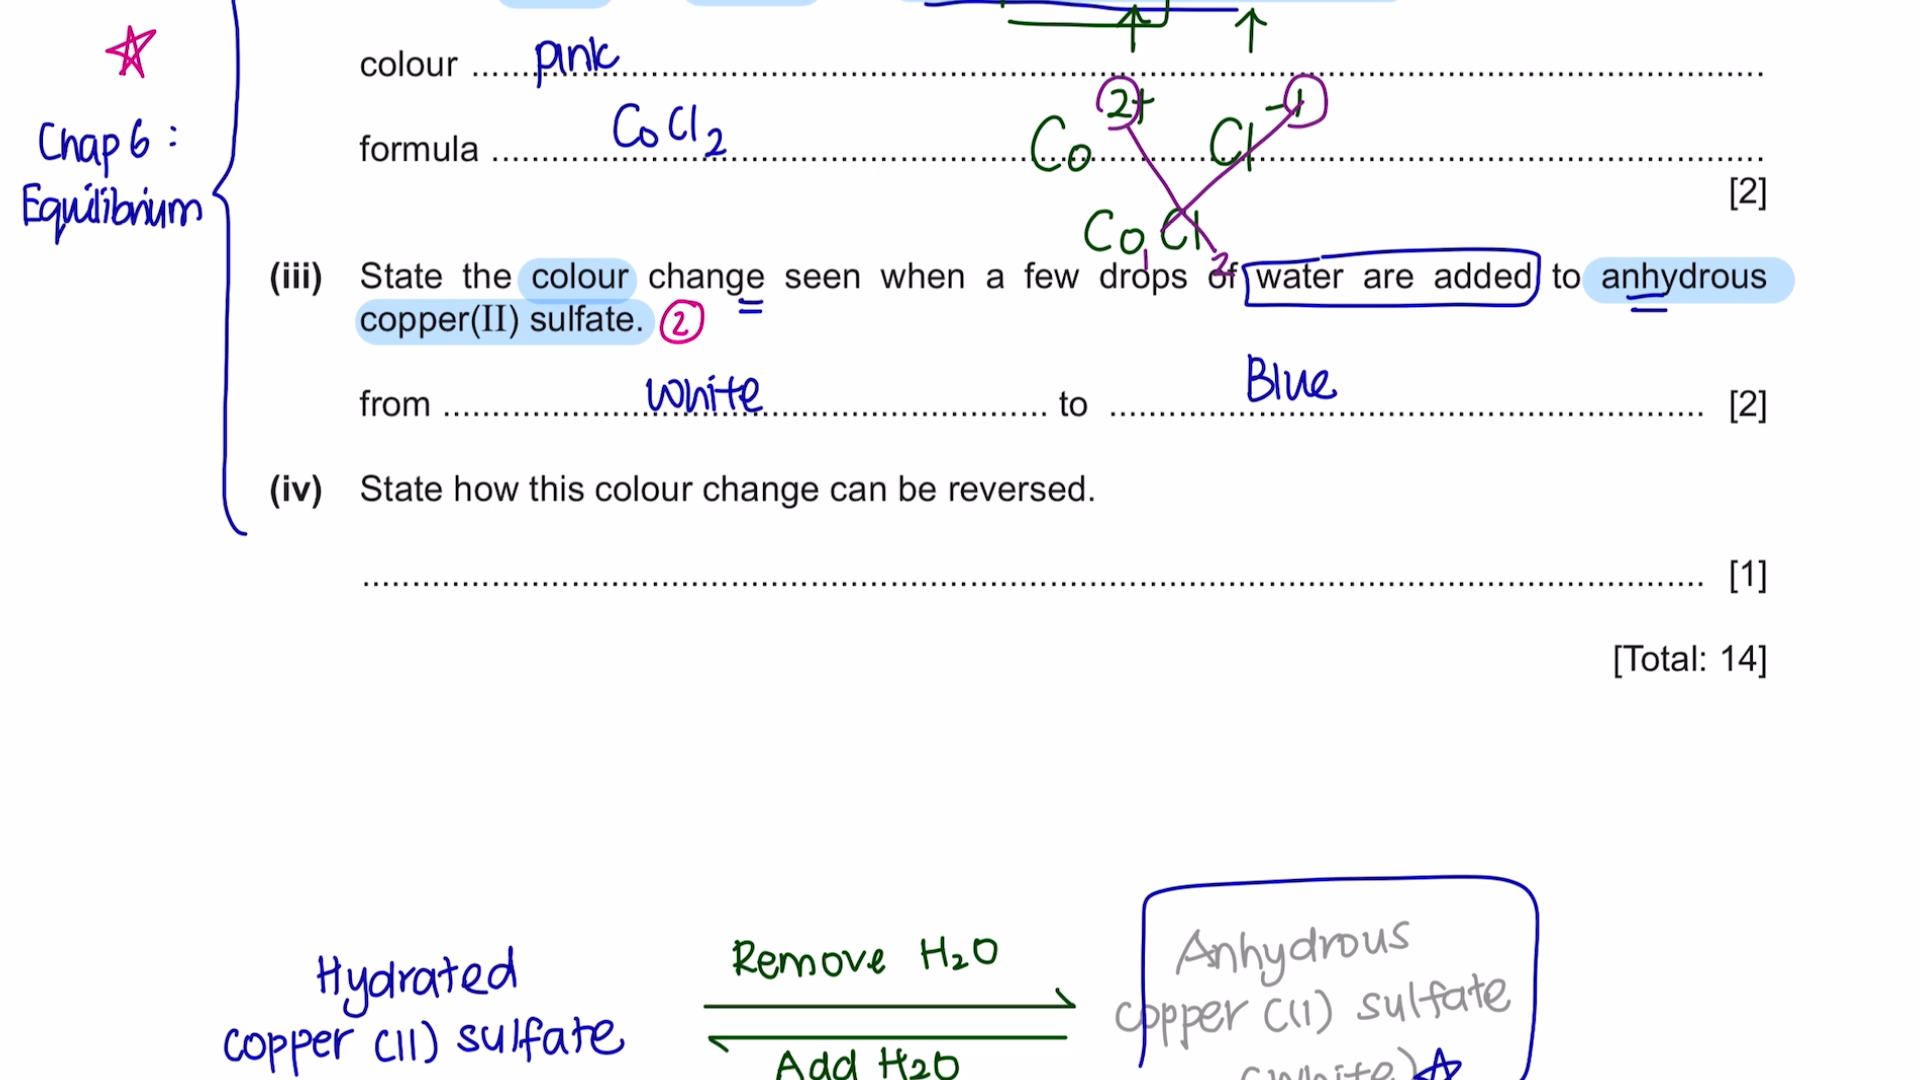 colour .......... pink ..........
Chap 6 :
Equilibrium
formula .......... CoCl2 ..........
Co 2+ Cl -1
[2]
Co1 Cl2
(iii) State the colour change seen when a few drops of water are added to anhydrous
copper(II) sulfate. 2
from .......... white .......... to .......... Blue .......... [2]
(iv) State how this colour change can be reversed.
.......... [1]
[Total: 14]
Hydrated
copper (II) sulfate
Remove H2O
Add H2O
Anhydrous
copper (II) sulfate
(white)